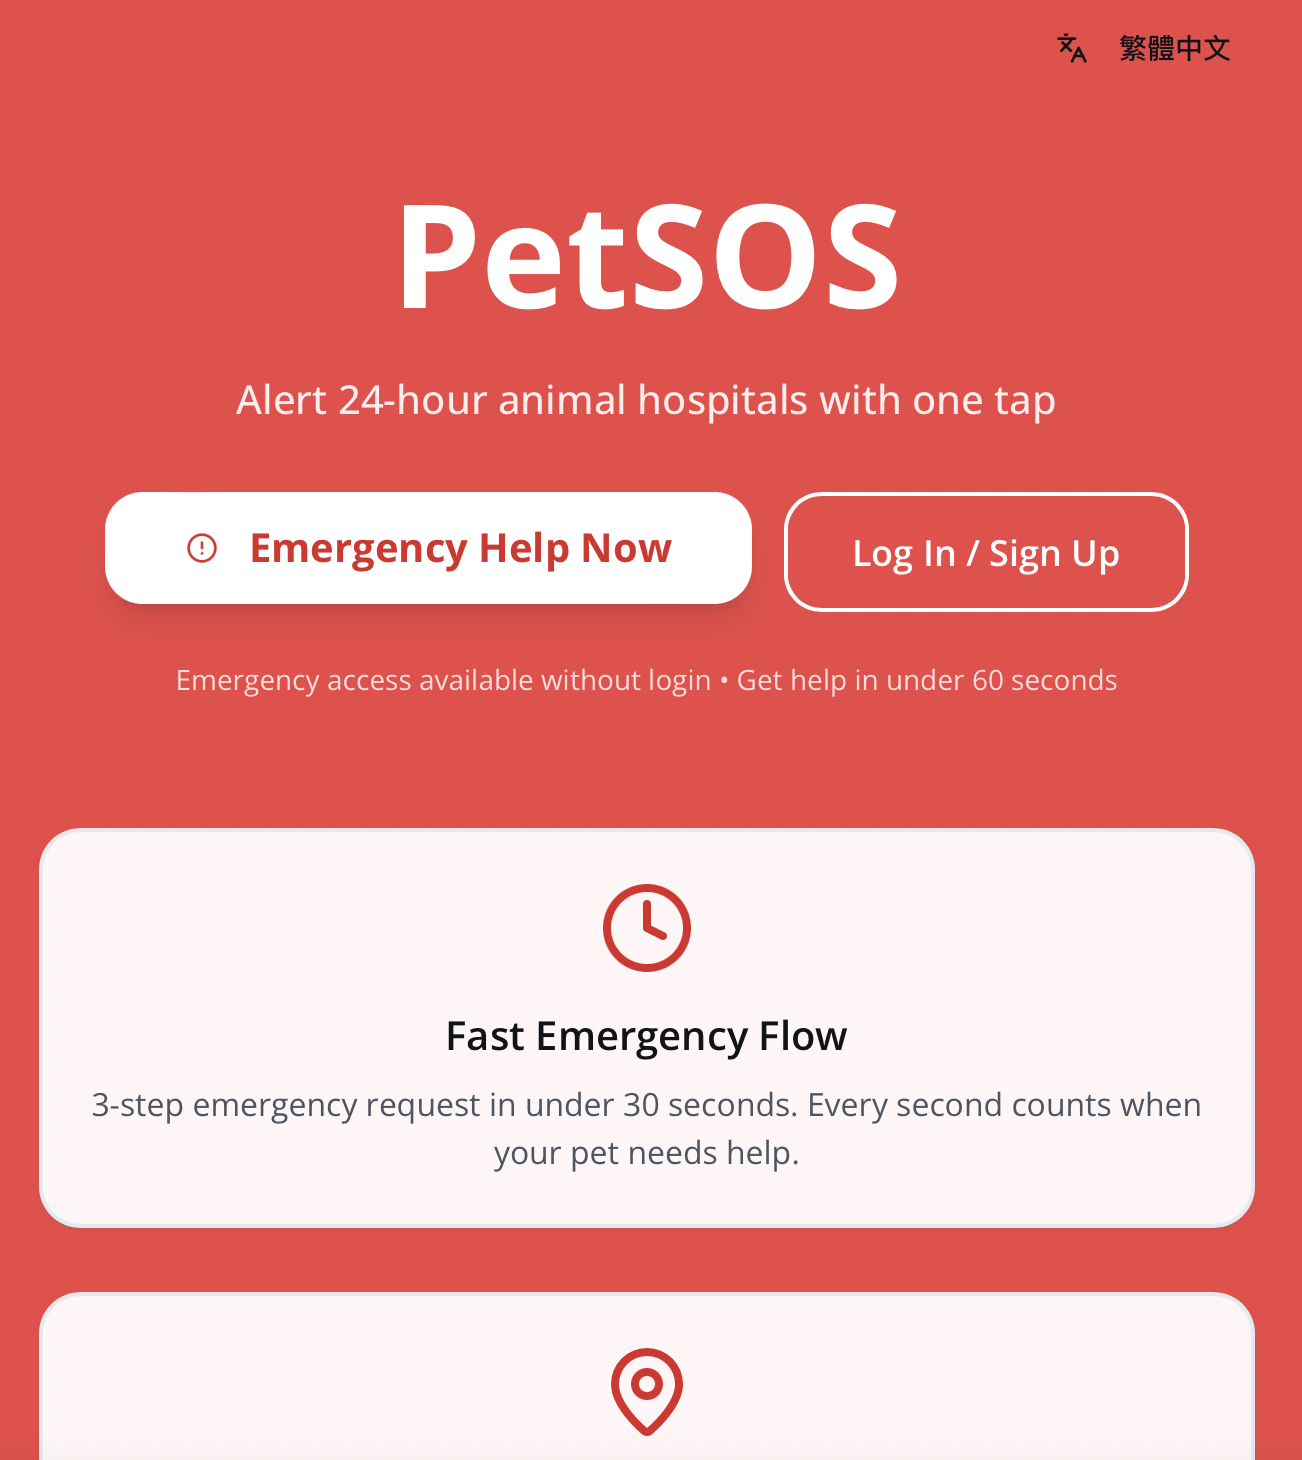 繁體中文
PetSOS
Alert 24-hour animal hospitals with one tap
Emergency Help Now
Log In / Sign Up
Emergency access available without login • Get help in under 60 seconds
Fast Emergency Flow
3-step emergency request in under 30 seconds. Every second counts when
your pet needs help.